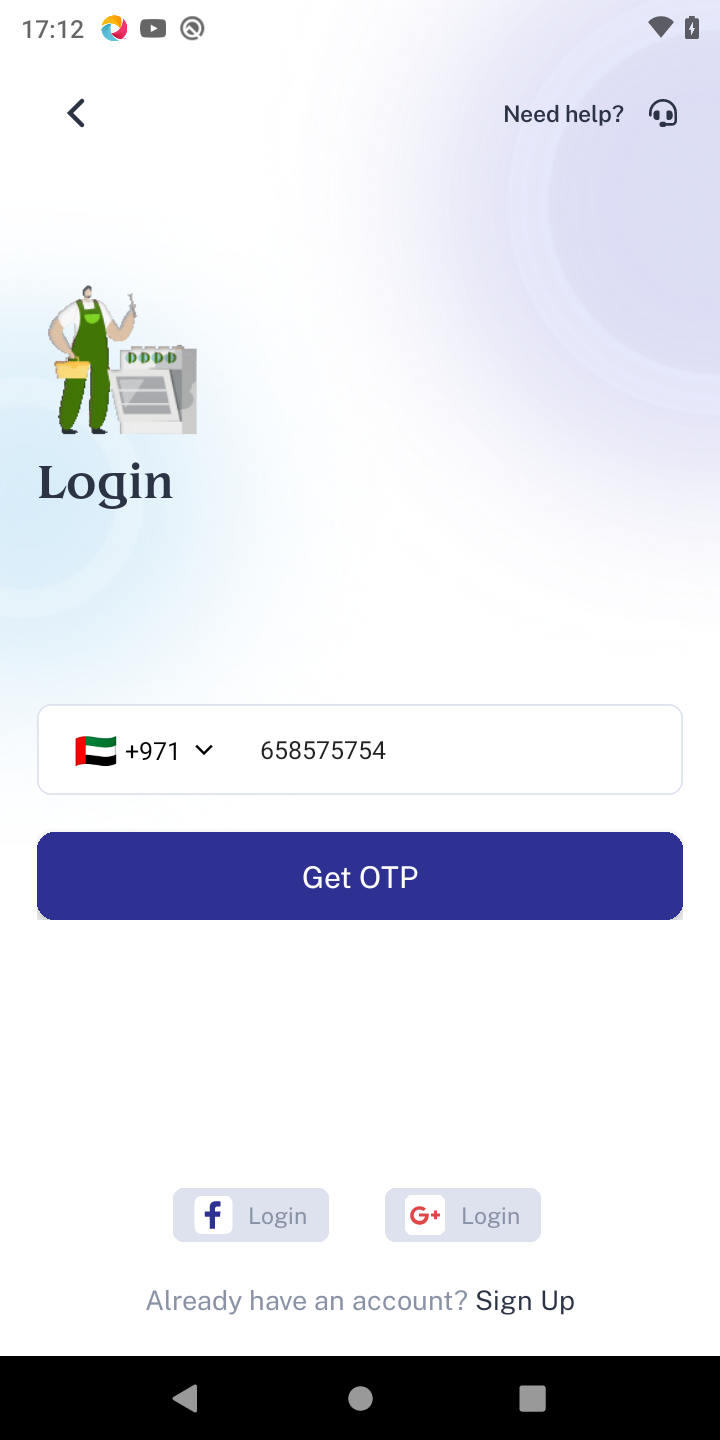 17:12
Need help?
Login
+971 658575754
Get OTP
Login Login
Already have an account? Sign Up